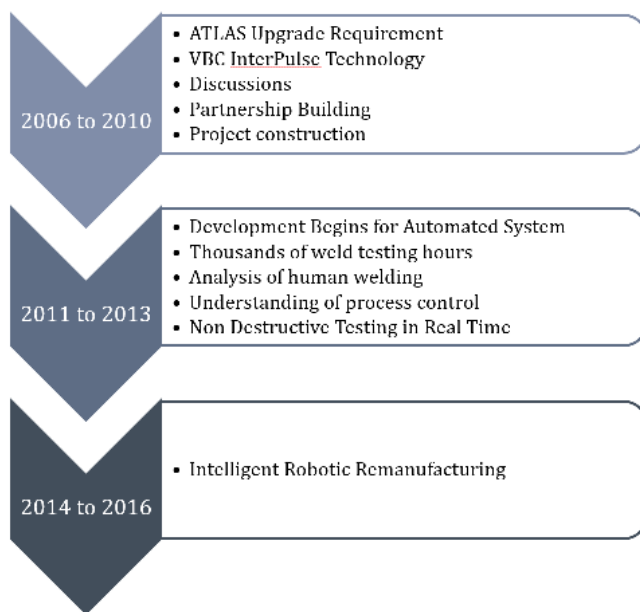 2006 to 2010
• ATLAS Upgrade Requirement
• VBC InterPulse Technology
• Discussions
• Partnership Building
• Project construction
2011 to 2013
• Development Begins for Automated System
• Thousands of weld testing hours
• Analysis of human welding
• Understanding of process control
• Non Destructive Testing in Real Time
2014 to 2016
• Intelligent Robotic Remanufacturing